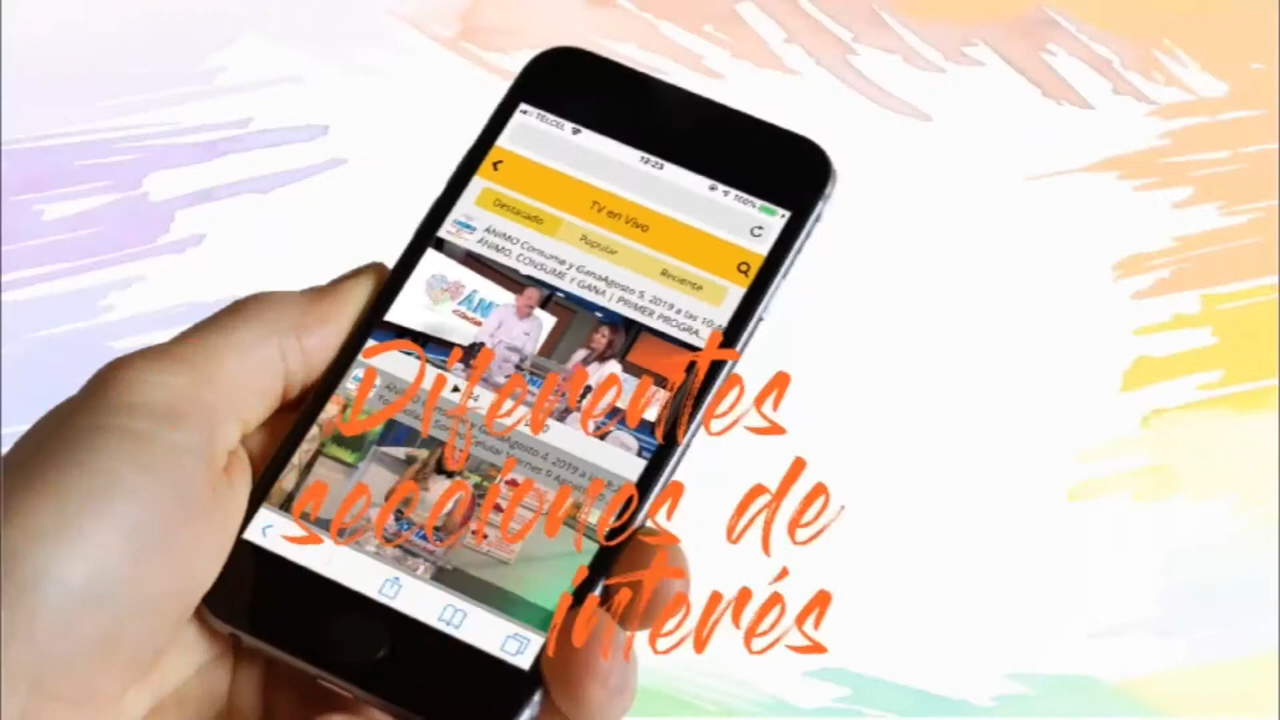 TELCEL
13:23
100%
TV en Vivo
Destacado
Popular
Reciente
ÁNIMO Consume y GanaAgosto 5, 2019 a las 10:4
ÁNIMO, CONSUME Y GANA | PRIMER PROGRA...
Diferentes
secciones de
interés